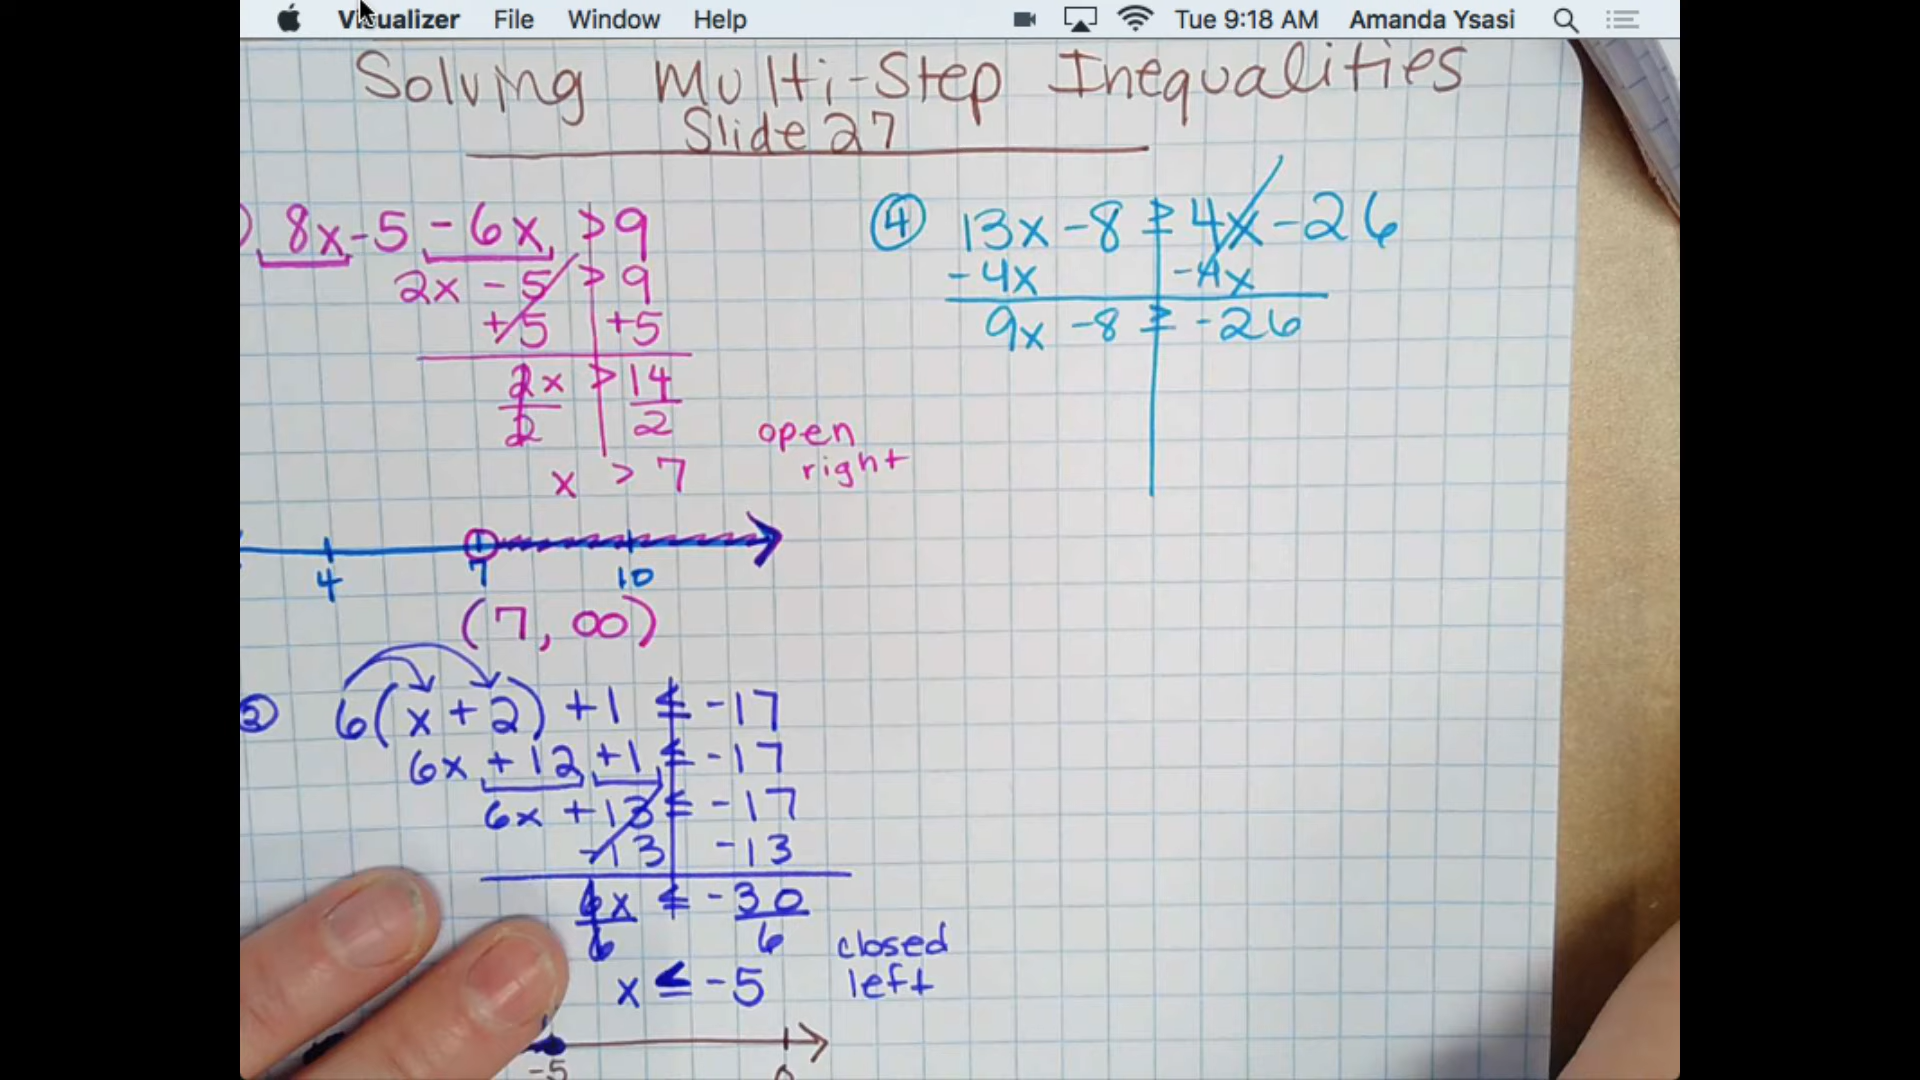 Visualizer File Window Help Tue 9:18 AM Amanda Ysasi
Solving Multi-Step Inequalities
Slide 27
) 8x - 5 - 6x > 9
2x - 5 > 9
+5 +5
2x > 14
2 2
x > 7
open
right
4 7 10
(7, ∞)
6(x + 2) + 1 ≤ -17
6x + 12 + 1 ≤ -17
6x + 13 ≤ -17
-13 -13
6x ≤ -30
6 6
x ≤ -5
closed
left
-5
④ 13x - 8 ≥ 4x - 26
-4x -4x
9x - 8 ≥ -26